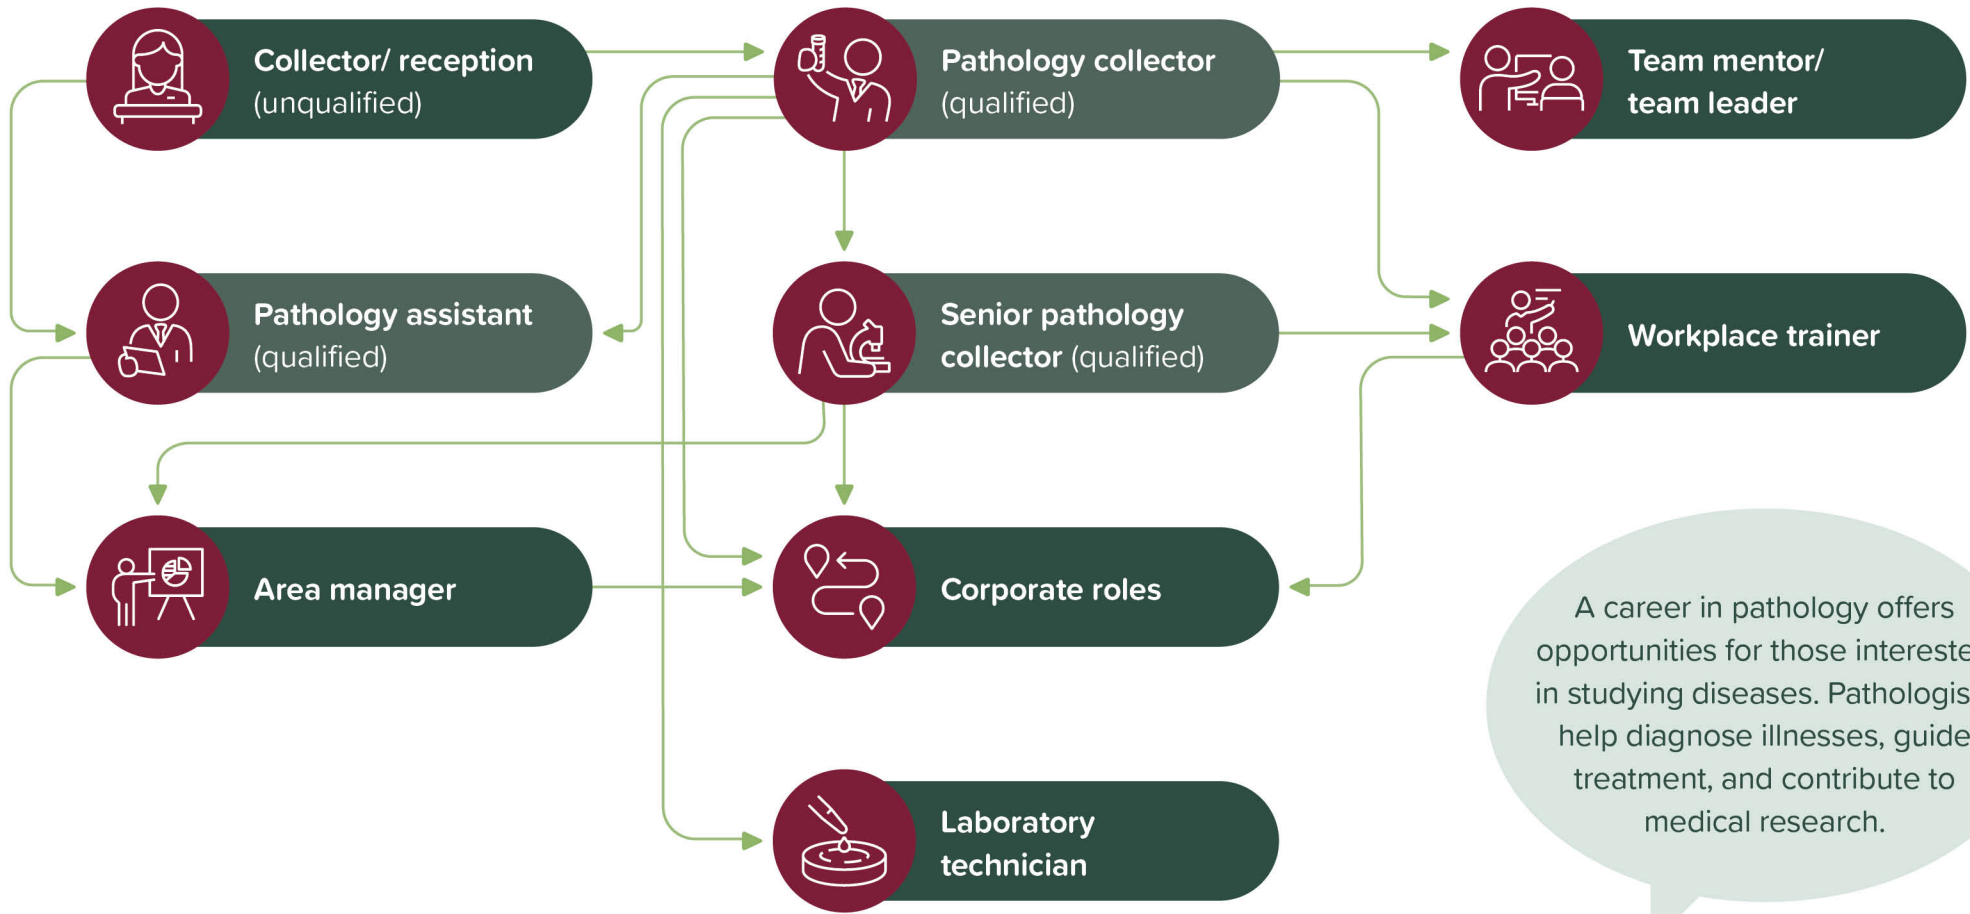 Collector/ reception
(unqualified)
Pathology collector
(qualified)
Team mentor/
team leader
Pathology assistant
(qualified)
Senior pathology
collector (qualified)
Workplace trainer
Area manager
Corporate roles
Laboratory
technician
A career in pathology offers
opportunities for those
in studying diseases.
help diagnose illnesses, guide
treatment, and contribute to
medical research.